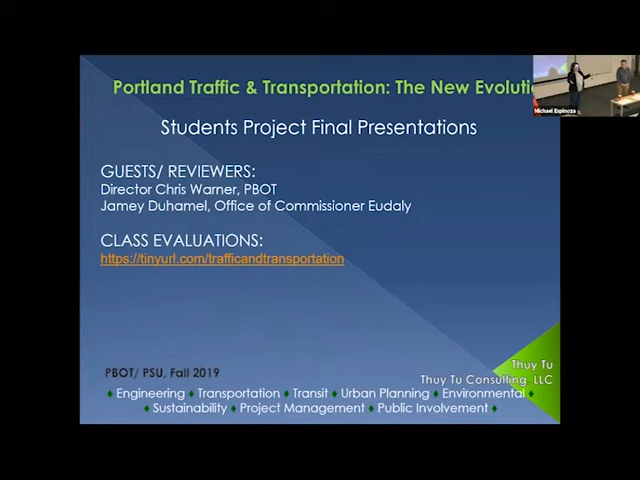 Portland Traffic & Transportation: The New Evoluti
Students Project Final Presentations
GUESTS/ REVIEWERS:
Director Chris Warner, PBOT
Jamey Duhamel, Office of Commissioner Eudaly
CLASS EVALUATIONS:
https://tinyurl.com/trafficandtransportation
PBOT/ PSU, Fall 2019
Thuy Tu
Thuy Tu Consulting, LLC
♦ Engineering ♦ Transportation ♦ Transit ♦ Urban Planning ♦ Environmental ♦
♦ Sustainability ♦ Project Management ♦ Public Involvement ♦
Michael Espinoza